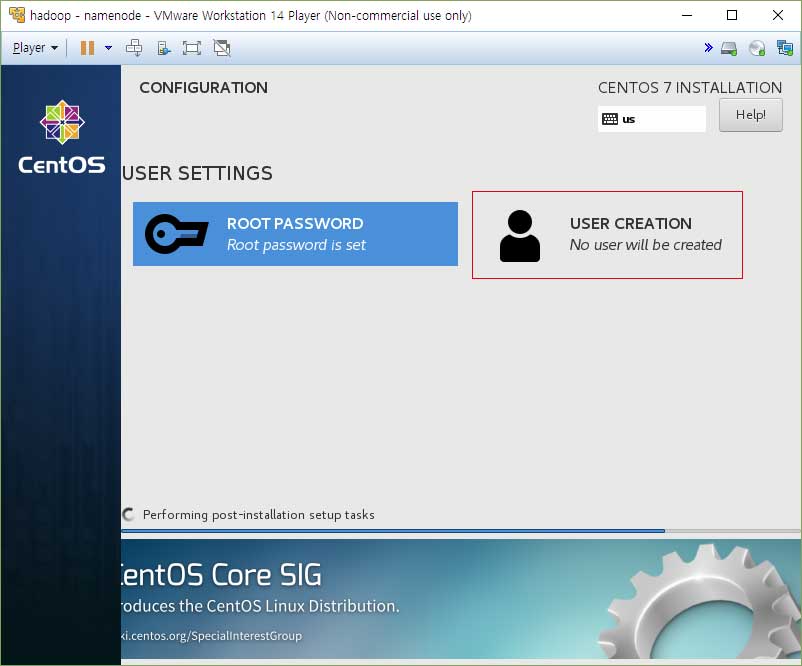 hadoop - namenode - VMware Workstation 14 Player (Non-commercial use only)
Player
CentOS
CONFIGURATION
CENTOS 7 INSTALLATION
us
Help!
USER SETTINGS
ROOT PASSWORD
Root password is set
USER CREATION
No user will be created
Performing post-installation setup tasks
CentOS Core SIG
roduces the CentOS Linux Distribution.
ki.centos.org/SpecialInterestGroup